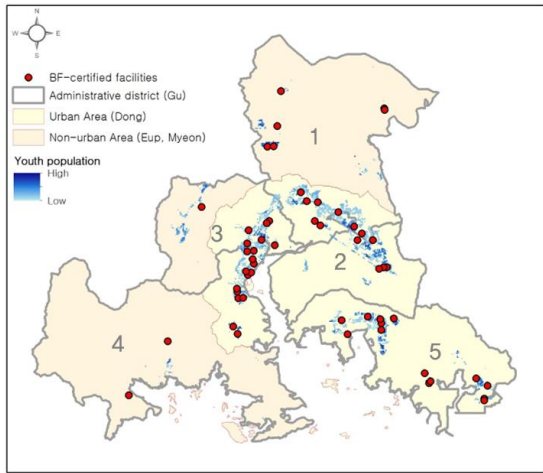 N
W E
S
BF-certified facilities
Administrative district (Gu)
Urban Area (Dong)
Non-urban Area (Eup, Myeon)
Youth population
High
Low
1
3
2
4
5